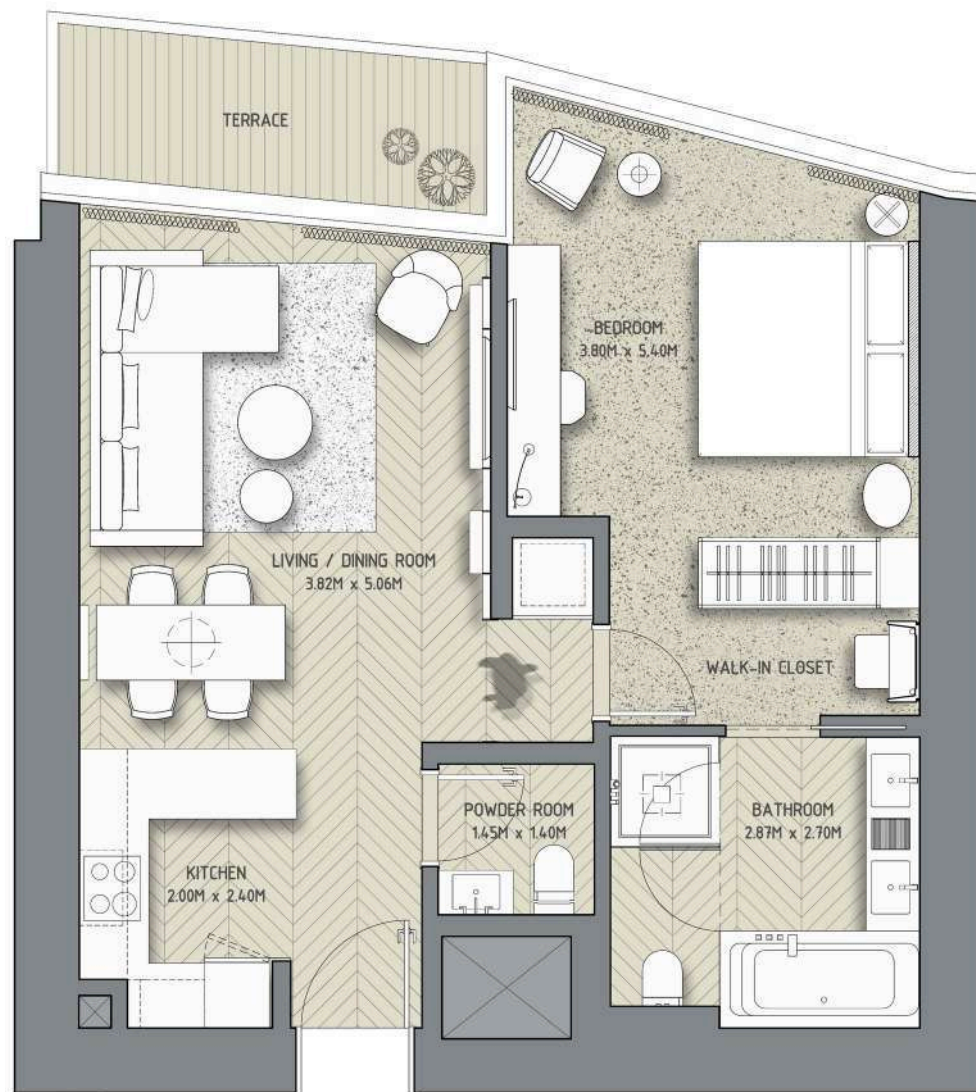 TERRACE
BEDROOM
3.80M x 5.40M
LIVING / DINING ROOM
3.82M x 5.06M
WALK-IN CLOSET
POWDER ROOM
1.45M x 1.40M
BATHROOM
2.87M x 2.70M
KITCHEN
2.00M x 2.40M